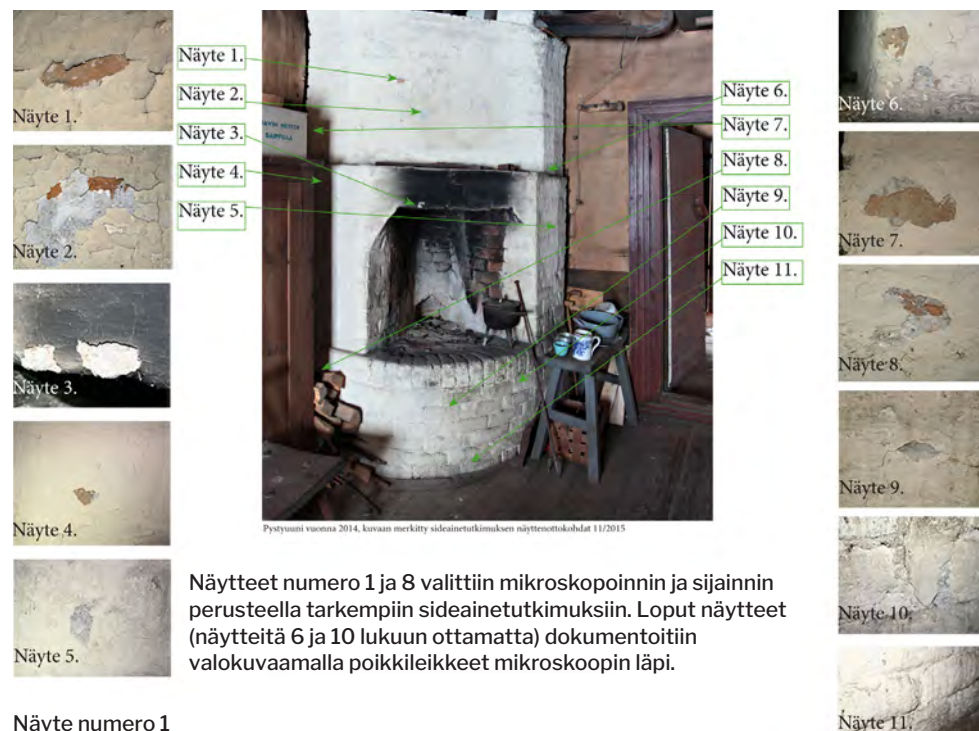 Näyte 1.
Näyte 2.
Näyte 3.
Näyte 4.
Näyte 5.
Näyte 1.
Näyte 2.
Näyte 3.
Näyte 4.
Näyte 5.
Näyte 6.
Näyte 7.
Näyte 8.
Näyte 9.
Näyte 10.
Näyte 11.
Näyte 6.
Näyte 7.
Näyte 8.
Näyte 9.
Näyte 10.
Näyte 11.
Pystyuuni vuonna 2014, kuvaan merkitty sideainetutkimuksen näyttenottokohdat 11/2015
Näytteet numero 1 ja 8 valittiin mikroskopoinnin ja sijainnin
perusteella tarkempiin sideainetutkimuksiin. Loput näytteet
(näytteitä 6 ja 10 lukuun ottamatta) dokumentoitiin
valokuvaamalla poikkileikkeet mikroskoopin läpi.
Näyte numero 1